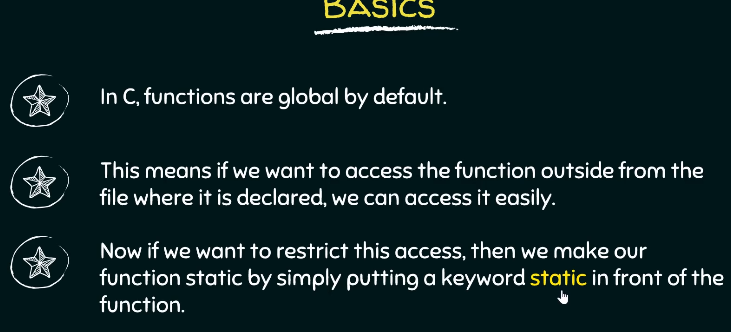 BASICS
In C, functions are global by default.
This means if we want to access the function outside from the
file where it is declared, we can access it easily.
Now if we want to restrict this access, then we make our
function static by simply putting a keyword static in front of the
function.